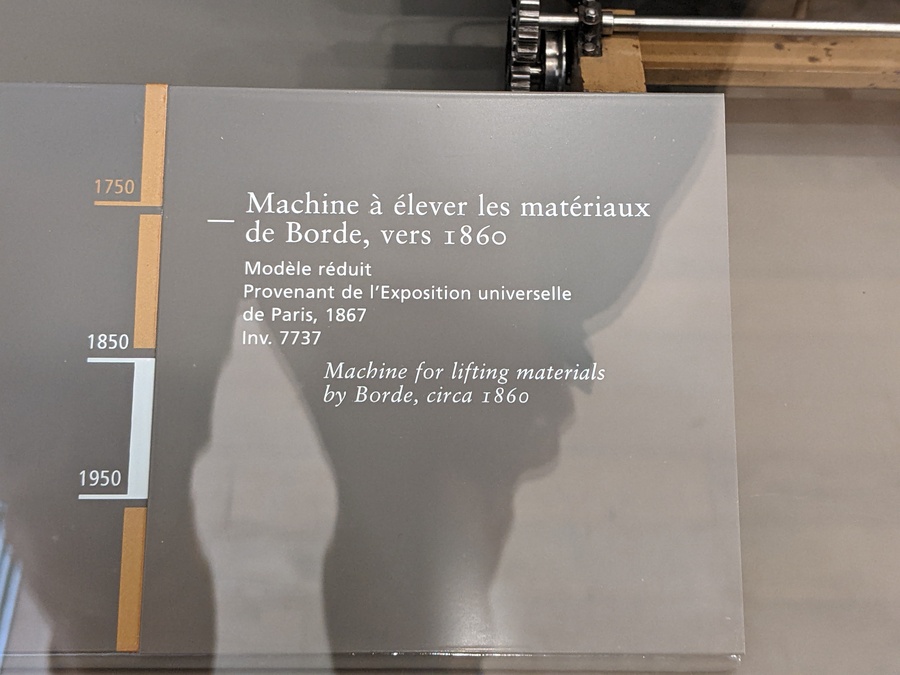 1750
1850
1950
Machine à élever les matériaux
de Borde, vers 1860
Modèle réduit
Provenant de l'Exposition universelle
de Paris, 1867
Inv. 7737
Machine for lifting materials
by Borde, circa 1860